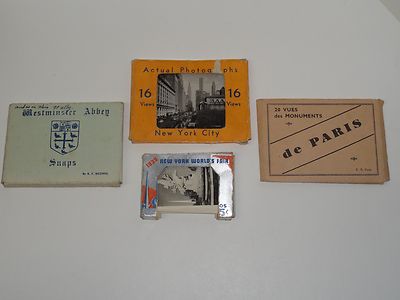 Actual Photographs
16
Views
16
Views
New York City
Westminster Abbey
Snaps
20 VUES
des MONUMENTS
de PARIS
1939 NEW YORK WORLD'S FAIR